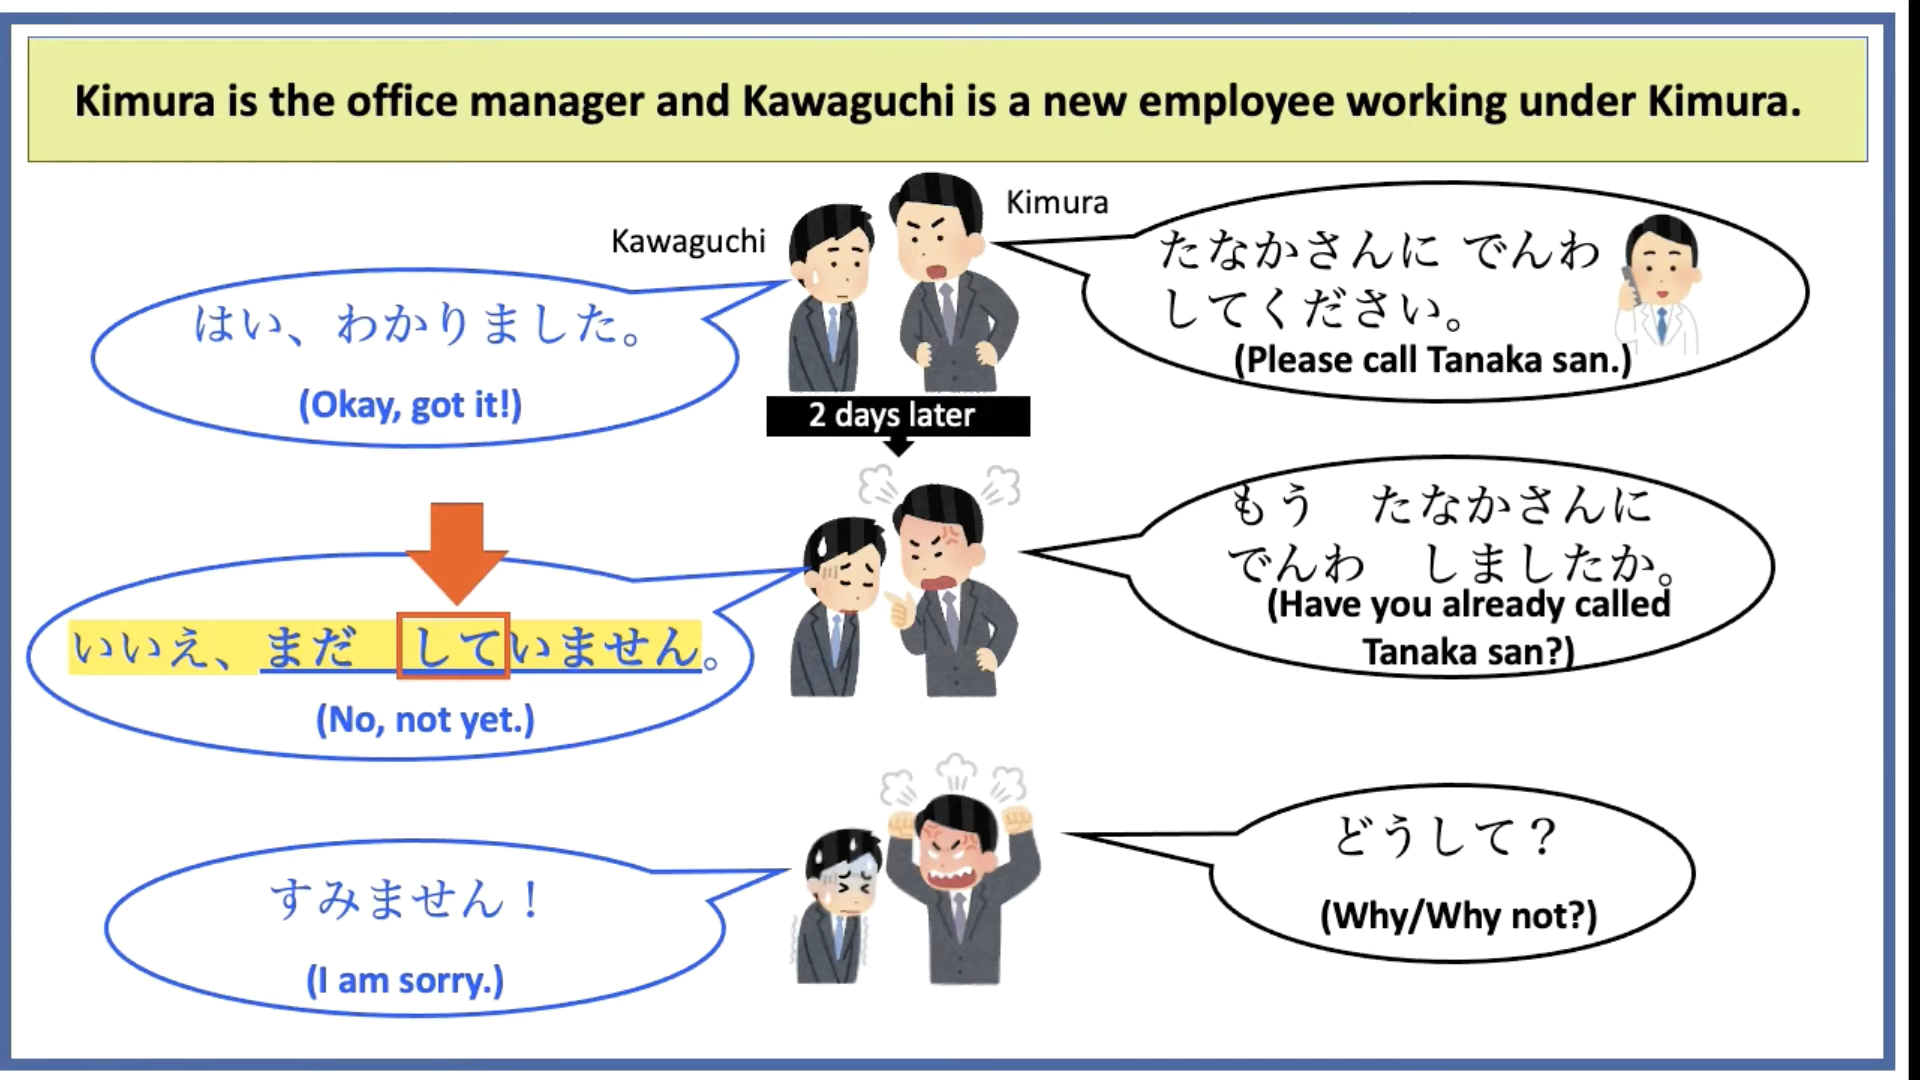 Kimura is the office manager and Kawaguchi is a new employee working under Kimura.
Kimura
たなかさんに でんわ
してください。
(Please call Tanaka san.)
Kawaguchi
はい、わかりました。
(Okay, got it!)
2 days later
もう　たなかさんに
でんわ　しましたか。
(Have you already called
Tanaka san?)
いいえ、まだ　していません。
(No, not yet.)
どうして？
(Why/Why not?)
すみません！
(I am sorry.)